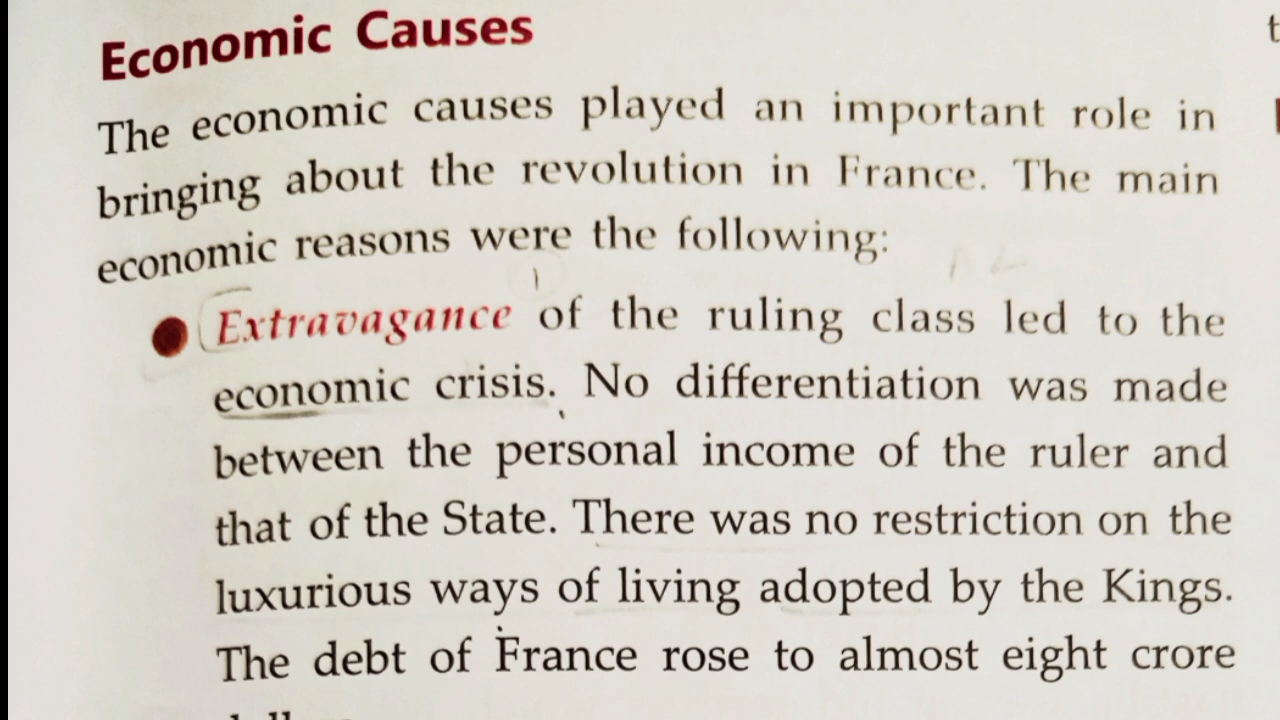 Economic Causes
The economic causes played an important role in
bringing about the revolution in France. The main
economic reasons were the following:
Extravagance of the ruling class led to the
economic crisis. No differentiation was made
between the personal income of the ruler and
that of the State. There was no restriction on the
luxurious ways of living adopted by the Kings.
The debt of France rose to almost eight crore